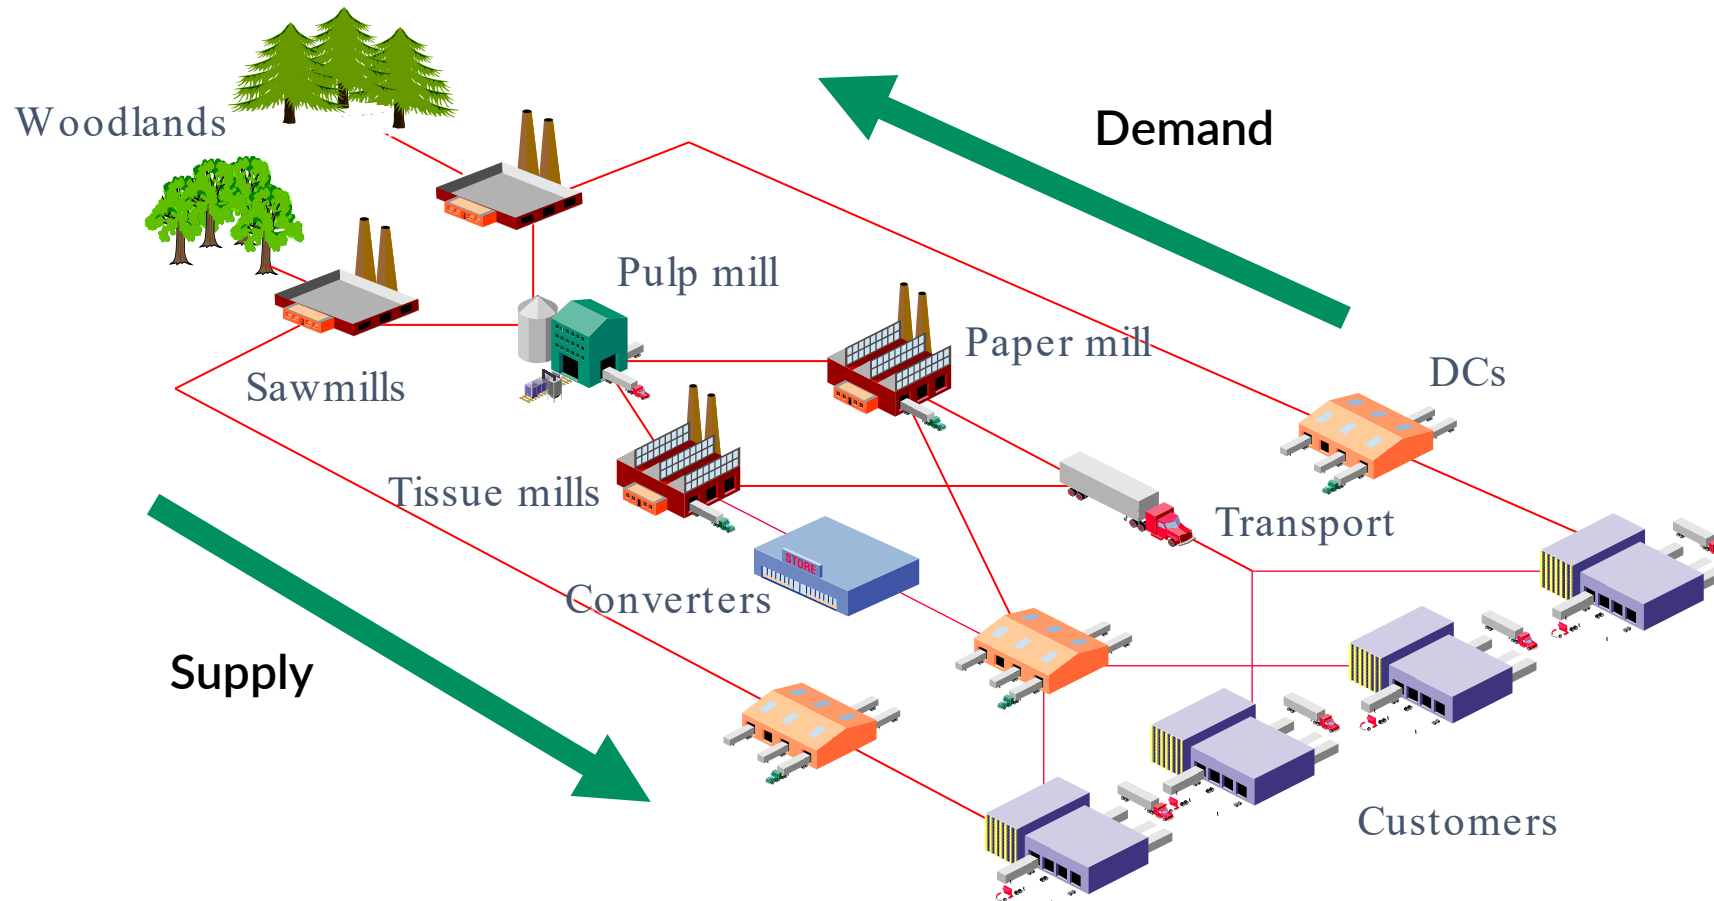 Woodlands
Demand
Pulp mill
Paper mill
DCs
Sawmills
Tissue mills
Transport
STORE
Converters
Supply
Customers